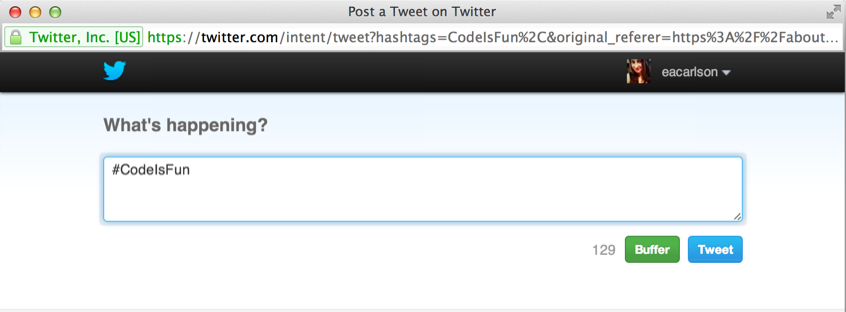 Post a Tweet on Twitter
Twitter, Inc. [US] https://twitter.com/intent/tweet?hashtags=CodeIsFun%2C&original_referer=https%3A%2F%2Fabout...
eacarlson
What's happening?
#CodeIsFun
129 Buffer Tweet